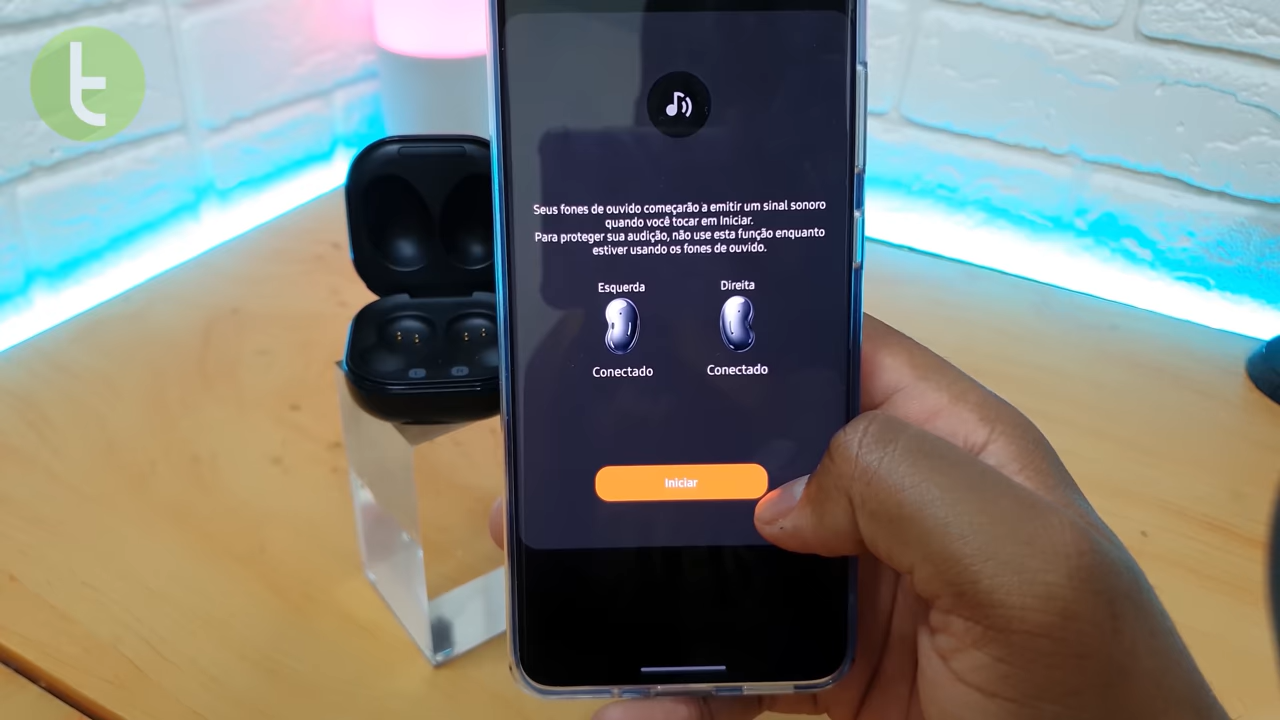 t
Seus fones de ouvido começarão a emitir um sinal sonoro
quando você tocar em Iniciar.
Para proteger sua audição, não use esta função enquanto
estiver usando os fones de ouvido.
Esquerda
Direita
Conectado
Conectado
Iniciar